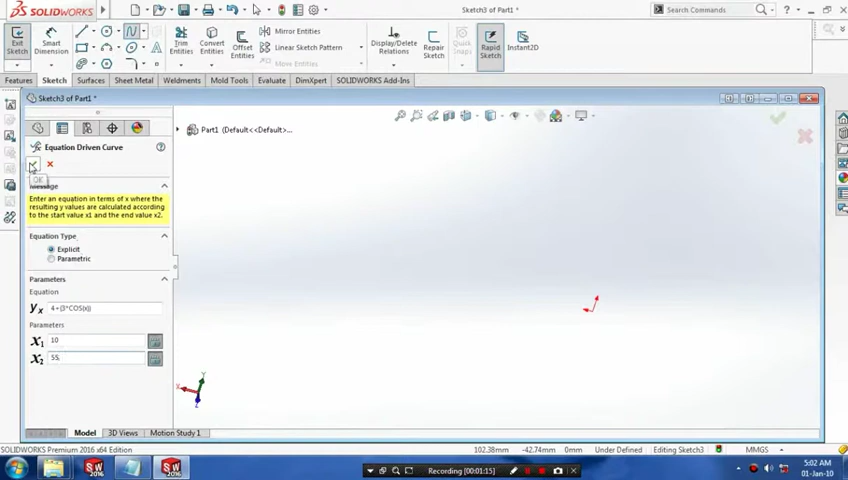 SOLIDWORKS
Sketch3 of Part1 *
SOLIDWORKS Forums
Exit Sketch
Smart Dimension
Trim Entities
Convert Entities
Offset Entities
Mirror Entities
Linear Sketch Pattern
Move Entities
Display/Delete Relations
Repair Sketch
Quick Snaps
Rapid Sketch
Instant2D
Features
Sketch
Surfaces
Sheet Metal
Weldments
Mold Tools
Evaluate
DimXpert
SOLIDWORKS Add-Ins
Sketch3 of Part1 *
Part1 (Default<<Default>...
Equation Driven Curve
OK
Message
Enter an equation in terms of x where the
resulting y values are calculated according
to the start value x1 and the end value x2.
Equation Type
Explicit
Parametric
Parameters
Equation
yx 4+(3*COS(x))
Parameters
X1 10
X2 55
Model
3D Views
Motion Study 1
SOLIDWORKS Premium 2016 x64 Edition
102.38mm
-42.74mm
0mm
Under Defined
Editing Sketch3
MMGS
Recording [00:01:15]
5:02 AM
01-Jan-10